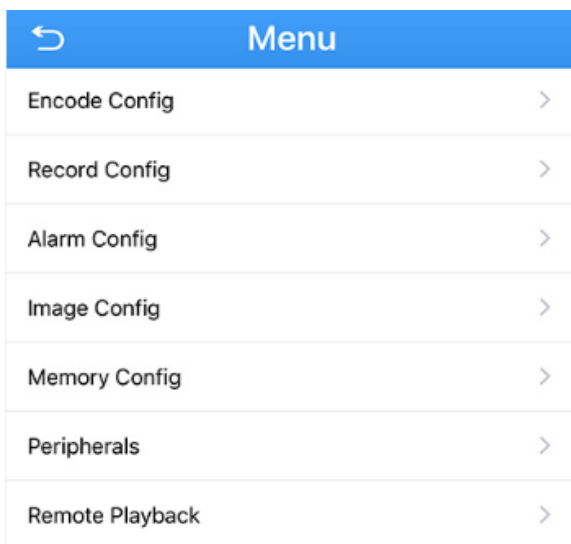 Menu
Encode Config
Record Config
Alarm Config
Image Config
Memory Config
Peripherals
Remote Playback